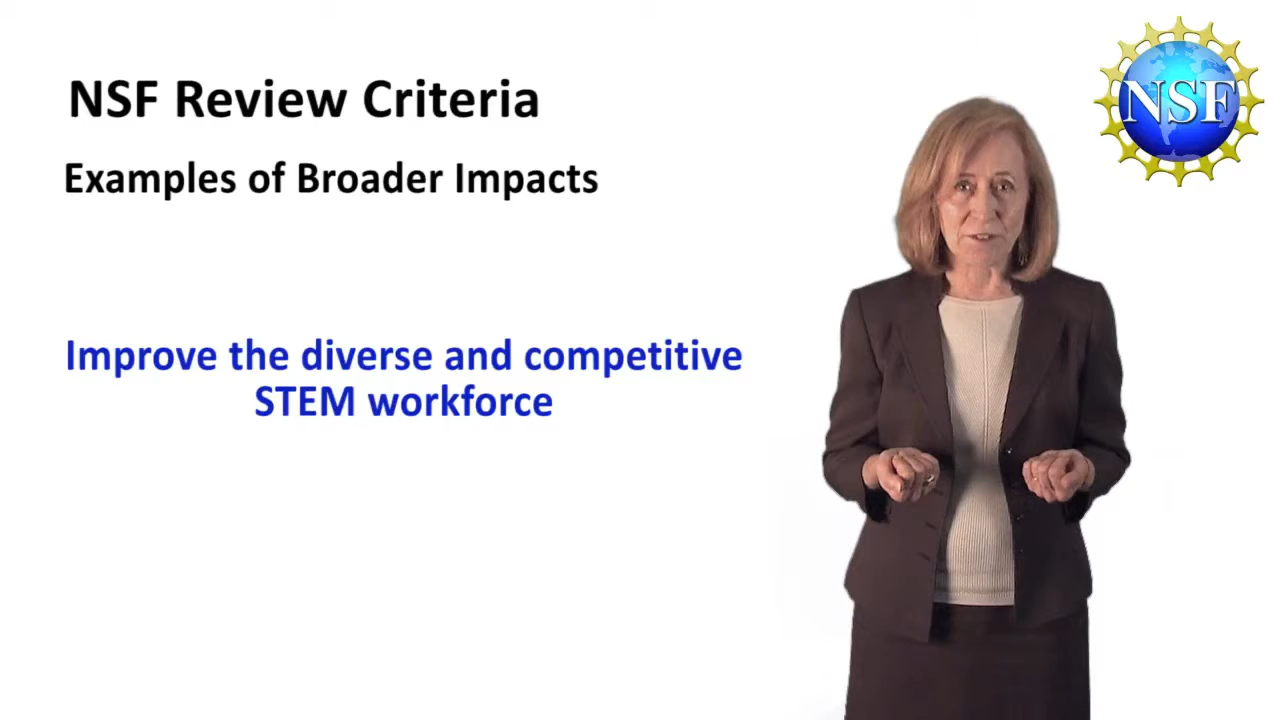 NSF Review Criteria
NSF
Examples of Broader Impacts
Improve the diverse and competitive
STEM workforce